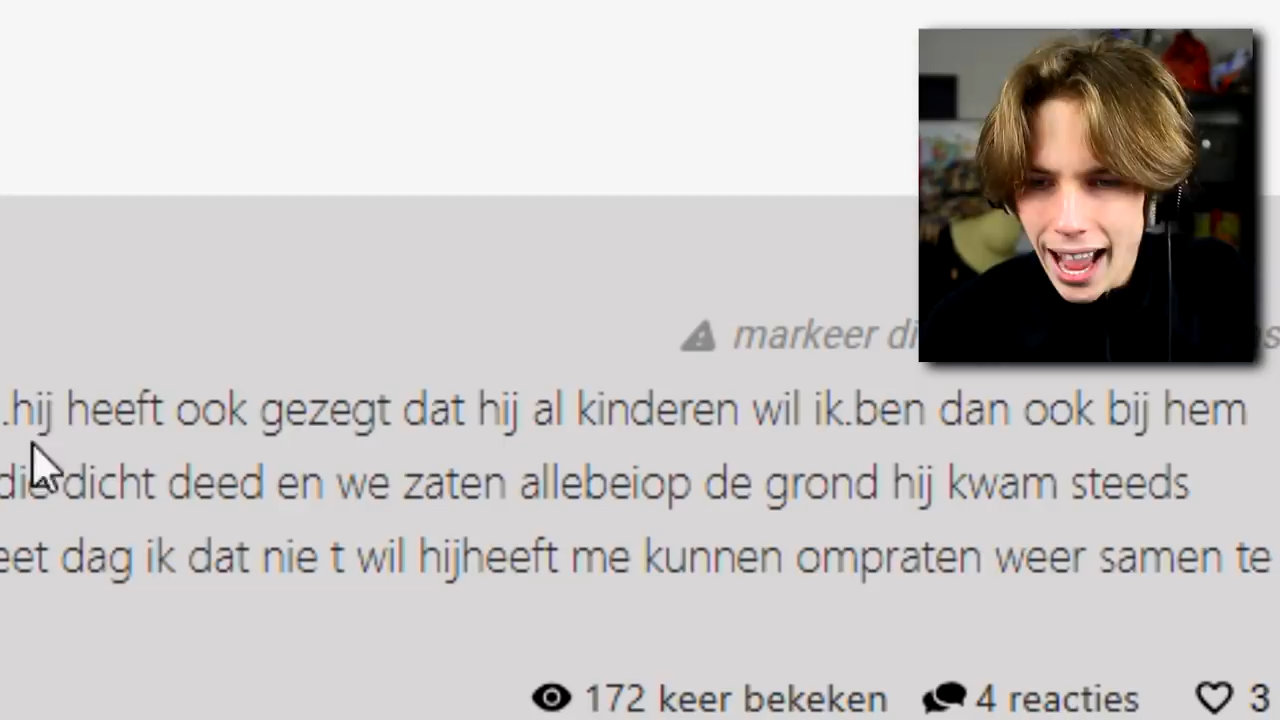 markeer
.hij heeft ook gezegt dat hij al kinderen wil ik.ben dan ook bij hem
die dicht deed en we zaten allebeiop de grond hij kwam steeds
eet dag ik dat nie t wil hijheeft me kunnen ompraten weer samen te
172 keer bekeken 4 reacties 3